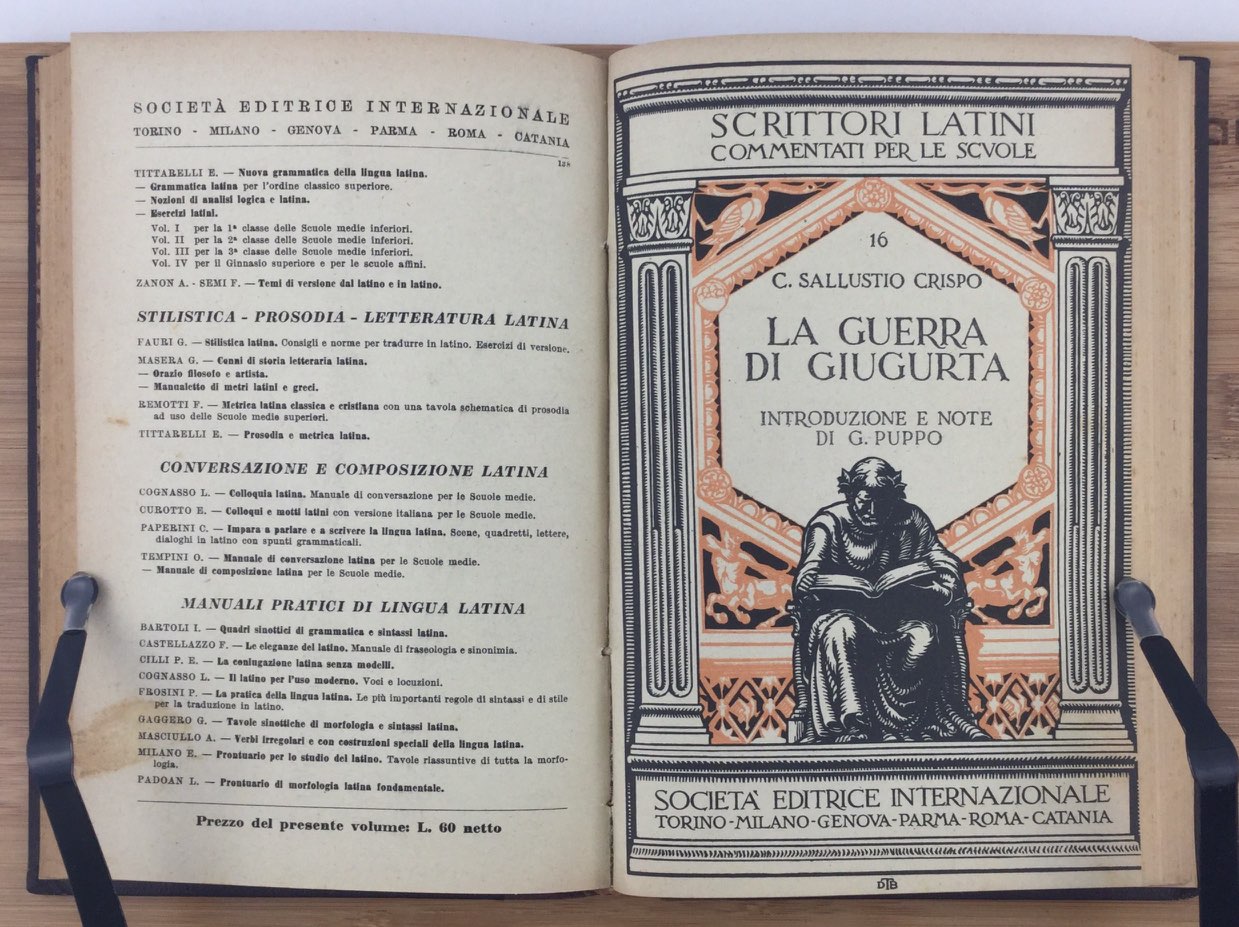 SOCIETÀ EDITRICE INTERNAZIONALE
TORINO - MILANO - GENOVA - PARMA - ROMA - CATANIA
TITTARELLI E. — Nuova grammatica della lingua latina.
— Grammatica latina per l'ordine classico superiore.
— Nozioni di analisi logica e latina.
— Esercizi latini.
Vol. I per la 1ª classe delle Scuole medie inferiori.
Vol. II per la 2ª classe delle Scuole medie inferiori.
Vol. III per la 3ª classe delle Scuole medie inferiori.
Vol. IV per il Ginnasio superiore e per le scuole affini.
ZANON A. - SEMI F. — Temi di versione dal latino e in latino.
STILISTICA - PROSODIA - LETTERATURA LATINA
FAURI G. — Stilistica latina. Consigli e norme per tradurre in latino. Esercizi di versione.
MASERA G. — Cenni di storia letteraria latina.
— Orazio filosofo e artista.
— Manualetto di metri latini e greci.
REMOTTI F. — Metrica latina classica e cristiana con una tavola schematica di prosodia
ad uso delle Scuole medie superiori.
TITTARELLI E. — Prosodia e metrica latina.
CONVERSAZIONE E COMPOSIZIONE LATINA
COGNASSO L. — Colloquia latina. Manuale di conversazione per le Scuole medie.
CUROTTO E. — Colloqui e motti latini con versione italiana per le Scuole medie.
PAPERINI C. — Impara a parlare e a scrivere la lingua latina. Scene, quadretti, lettere,
dialoghi in latino con spunti grammaticali.
TEMPINI O. — Manuale di conversazione latina per le Scuole medie.
— Manuale di composizione latina per le Scuole medie.
MANUALI PRATICI DI LINGUA LATINA
BARTOLI I. — Quadri sinottici di grammatica e sintassi latina.
CASTELLAZZO F. — Le eleganze del latino. Manuale di fraseologia e sinonimia.
CILLI P. E. — La coniugazione latina senza modelli.
COGNASSO L. — Il latino per l'uso moderno. Voci e locuzioni.
FROSINI P. — La pratica della lingua latina. Le più importanti regole di sintassi e di stile
per la traduzione in latino.
GAGGERO G. — Tavole sinottiche di morfologia e sintassi latina.
MASCIULLO A. — Verbi irregolari e con costruzioni speciali della lingua latina.
MILANO E. — Prontuario per lo studio del latino. Tavole riassuntive di tutta la morfo-
logia.
PADOAN L. — Prontuario di morfologia latina fondamentale.
Prezzo del presente volume: L. 60 netto
SCRITTORI LATINI
COMMENTATI PER LE SCVOLE
16
C. SALLUSTIO CRISPO
LA GUERRA
DI GIUGURTA
INTRODUZIONE E NOTE
DI G. PUPPO
SOCIETÀ EDITRICE INTERNAZIONALE
TORINO-MILANO-GENOVA-PARMA-ROMA-CATANIA